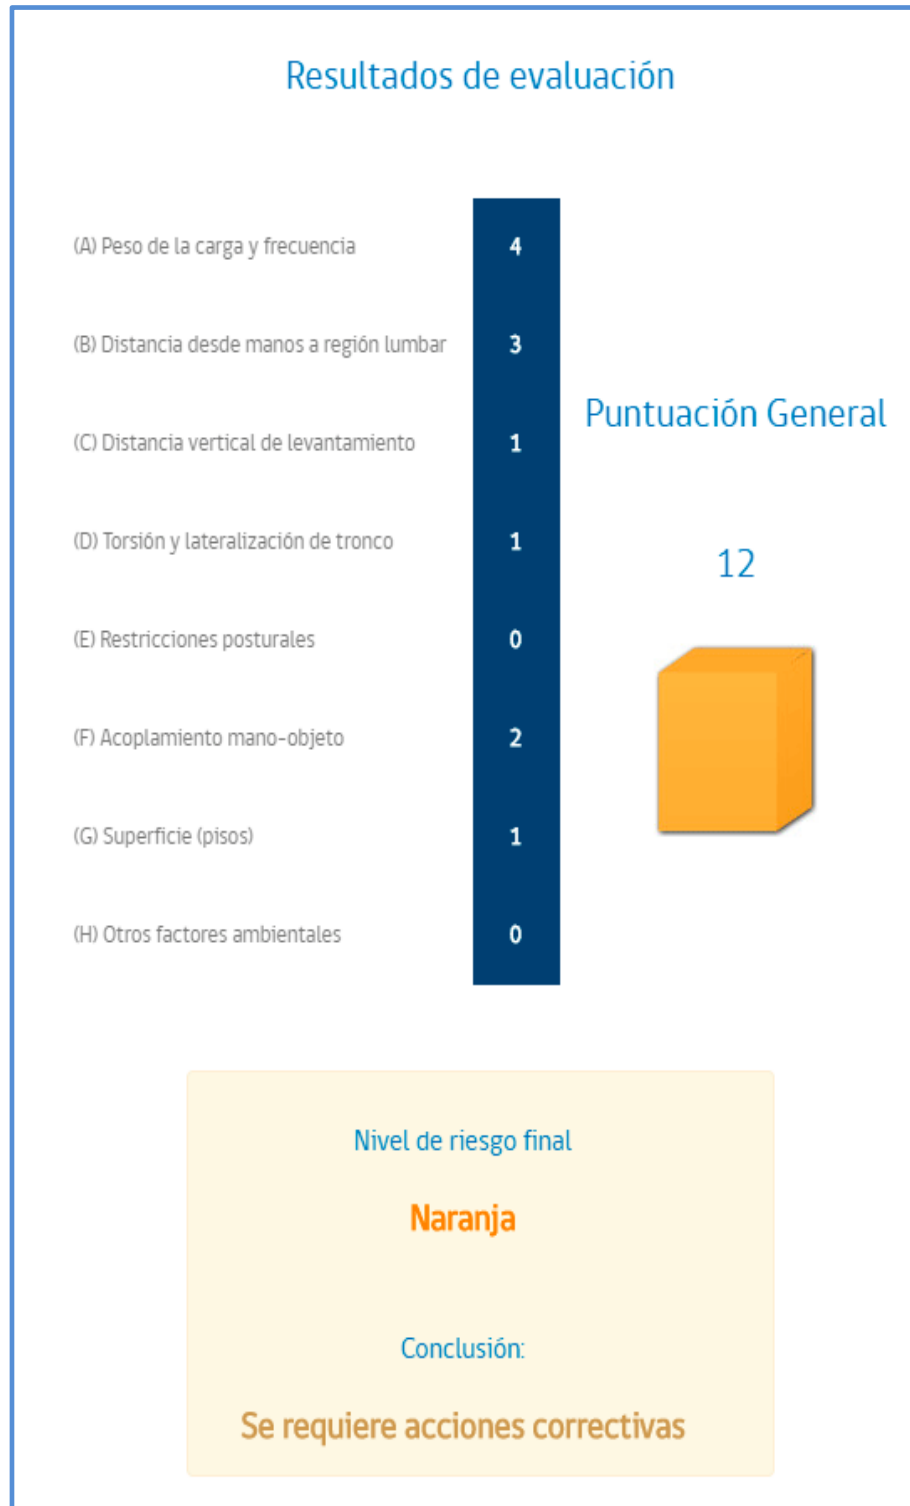 Resultados de evaluación
(A) Peso de la carga y frecuencia 4
(B) Distancia desde manos a región lumbar 3
(C) Distancia vertical de levantamiento 1
(D) Torsión y lateralización de tronco 1
(E) Restricciones posturales 0
(F) Acoplamiento mano-objeto 2
(G) Superficie (pisos) 1
(H) Otros factores ambientales 0
Puntuación General
12
Nivel de riesgo final
Naranja
Conclusión:
Se requiere acciones correctivas